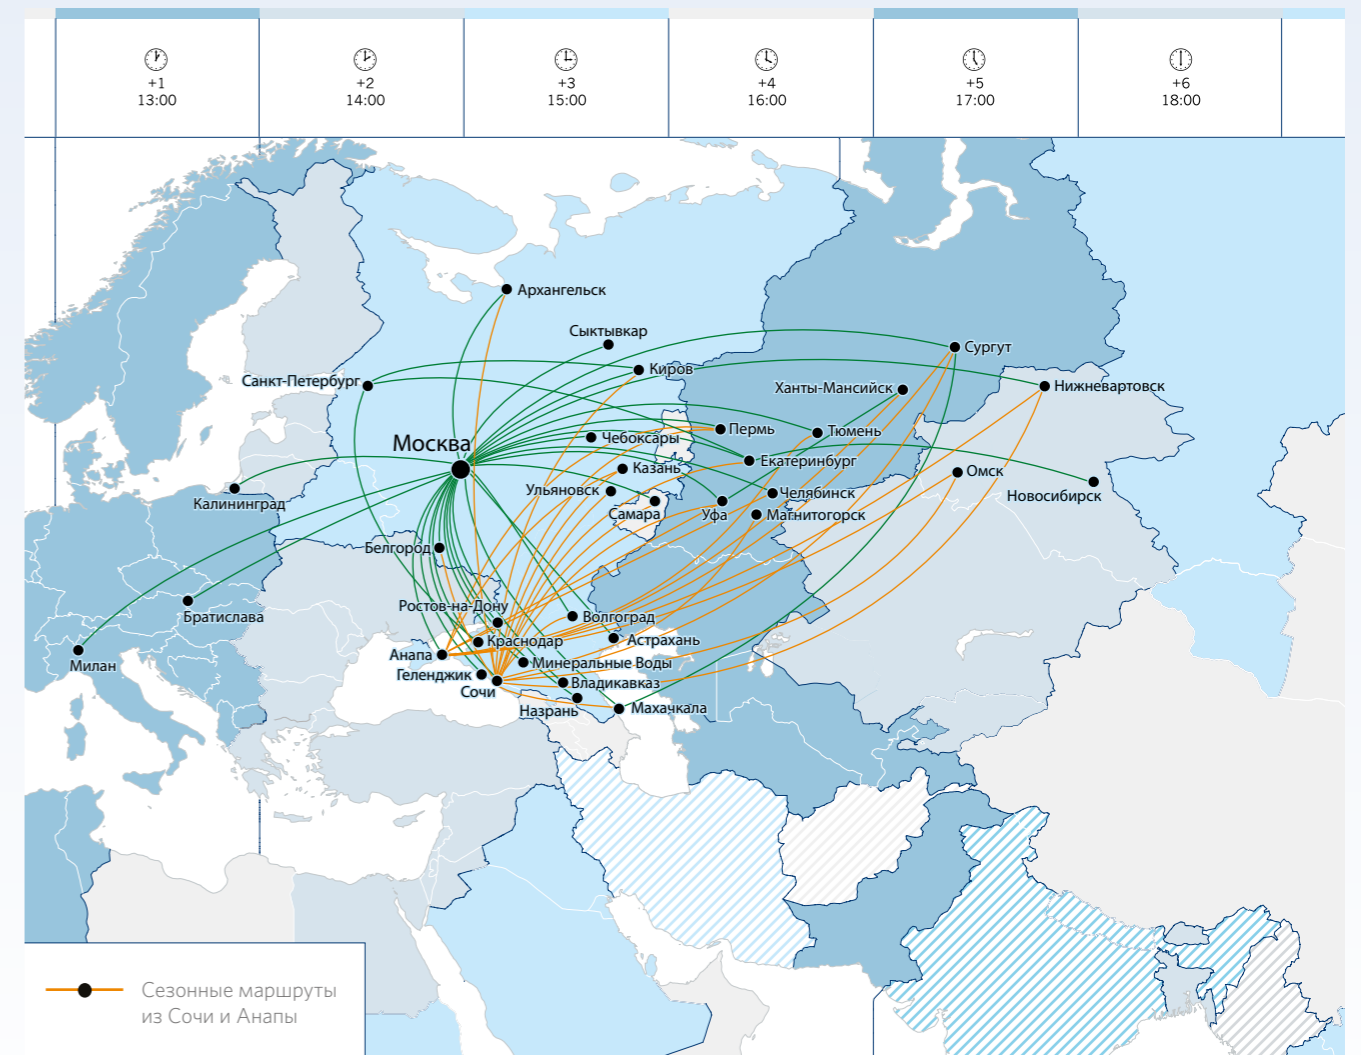 +1
13:00
+2
14:00
+3
15:00
+4
16:00
+5
17:00
+6
18:00
Архангельск
Сыктывкар
Сургут
Киров
Санкт-Петербург
Ханты-Мансийск
Нижневартовск
Пермь
Тюмень
Чебоксары
Москва
Екатеринбург
Казань
Омск
Ульяновск
Челябинск
Новосибирск
Калининград
Самара
Уфа
Магнитогорск
Белгород
Ростов-на-Дону
Братислава
Волгоград
Краснодар
Астрахань
Анапа
Минеральные Воды
Милан
Геленджик
Владикавказ
Сочи
Назрань
Махачкала
Сезонные маршруты
из Сочи и Анапы